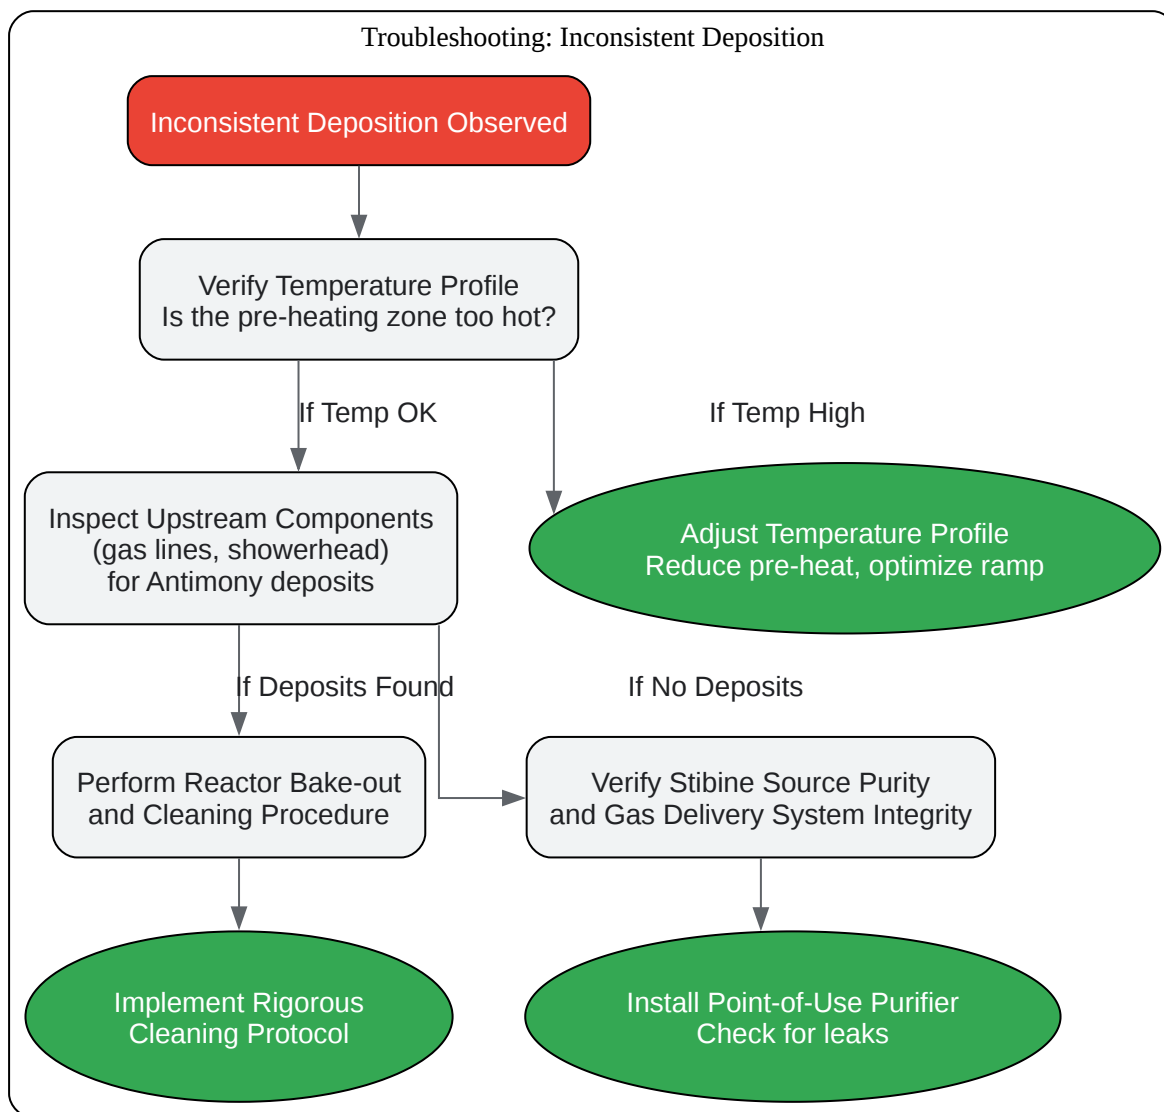 Troubleshooting: Inconsistent Deposition
Inconsistent Deposition Observed
Verify Temperature Profile
Is the pre-heating zone too hot?
If Temp OK
If Temp High
Inspect Upstream Components
(gas lines, showerhead)
for Antimony deposits
Adjust Temperature Profile
Reduce pre-heat, optimize ramp
If Deposits Found
If No Deposits
Perform Reactor Bake-out
and Cleaning Procedure
Verify Stibine Source Purity
and Gas Delivery System Integrity
Implement Rigorous
Cleaning Protocol
Install Point-of-Use Purifier
Check for leaks